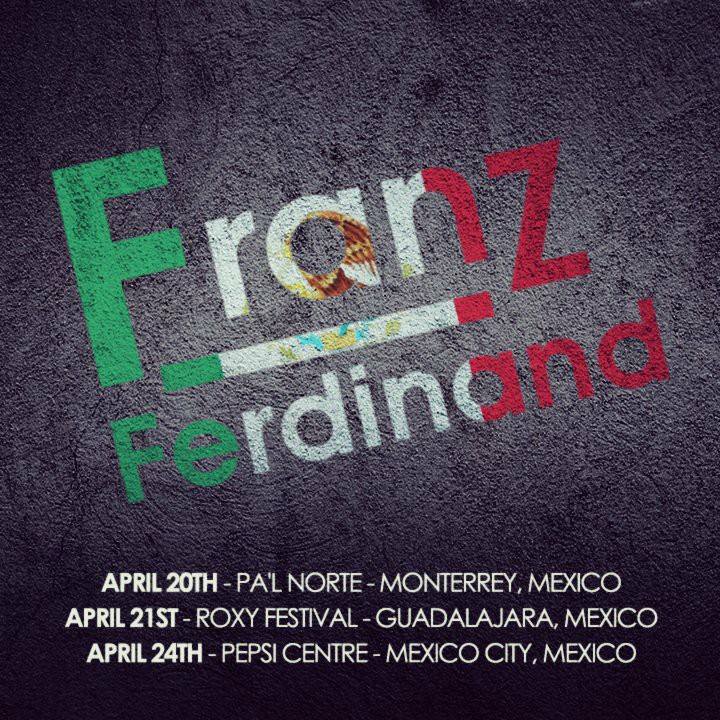 Franz
Ferdinand
APRIL 20TH - PA'L NORTE - MONTERREY, MEXICO
APRIL 21ST - ROXY FESTIVAL - GUADALAJARA, MEXICO
APRIL 24TH - PEPSI CENTRE - MEXICO CITY, MEXICO